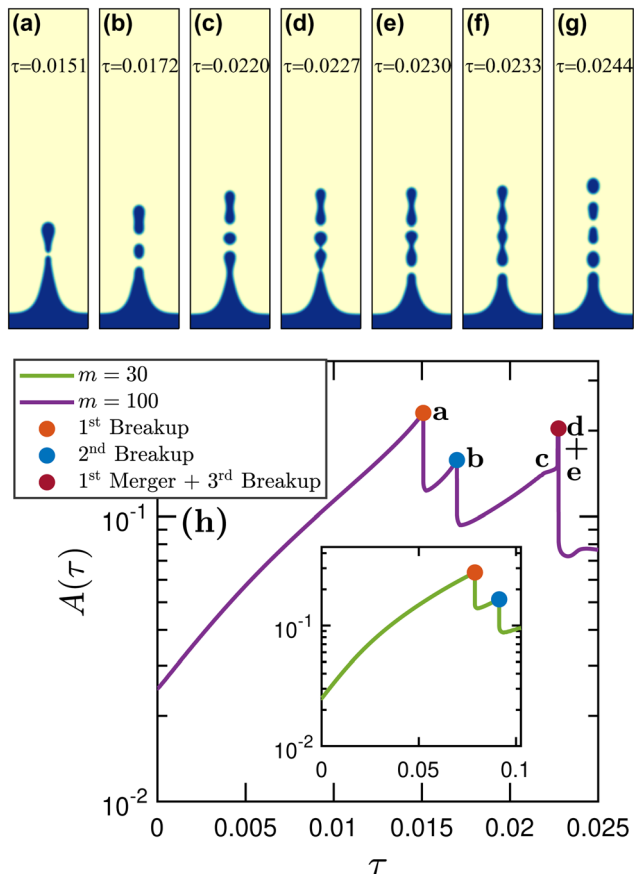 (a) (b) (c) (d) (e) (f) (g)
τ=0.0151 τ=0.0172 τ=0.0220 τ=0.0227 τ=0.0230 τ=0.0233 τ=0.0244
m = 30
m = 100
1st Breakup
2nd Breakup
1st Merger + 3rd Breakup
a
b
c
d
+
e
(h)
10^-1
10^-2
A(τ)
10^-1
10^-2
0 0.05 0.1
0 0.005 0.01 0.015 0.02 0.025
τ